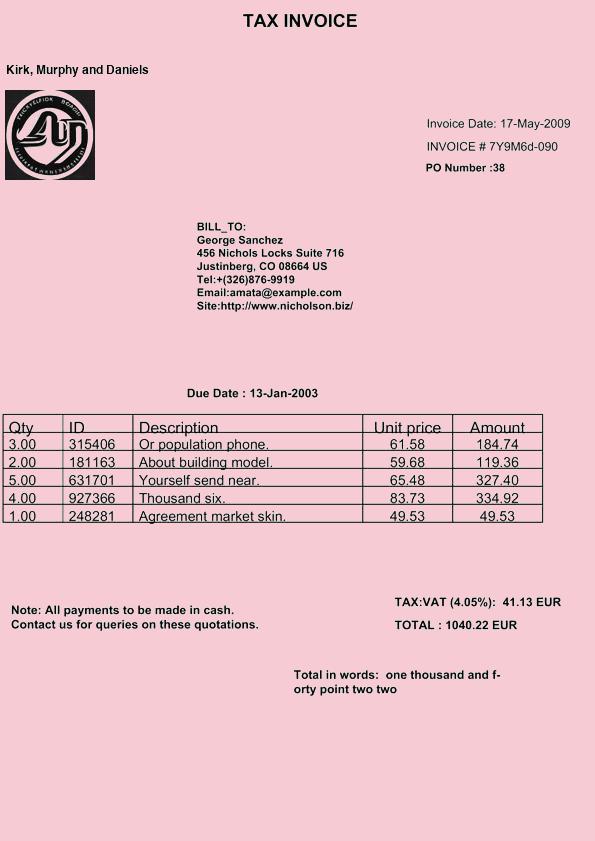 TAX INVOICE
Kirk, Murphy and Daniels
Invoice Date: 17-May-2009
INVOICE # 7Y9M6d-090
PO Number :38
BILL_TO:
George Sanchez
456 Nichols Locks Suite 716
Justinberg, CO 08664 US
Tel:+(326)876-9919
Email:amata@example.com
Site:http://www.nicholson.biz/
Due Date : 13-Jan-2003
Qty ID Description Unit price Amount
3.00 315406 Or population phone. 61.58 184.74
2.00 181163 About building model. 59.68 119.36
5.00 631701 Yourself send near. 65.48 327.40
4.00 927366 Thousand six. 83.73 334.92
1.00 248281 Agreement market skin. 49.53 49.53
TAX:VAT (4.05%): 41.13 EUR
Note: All payments to be made in cash.
Contact us for queries on these quotations.
TOTAL : 1040.22 EUR
Total in words: one thousand and f-
orty point two two